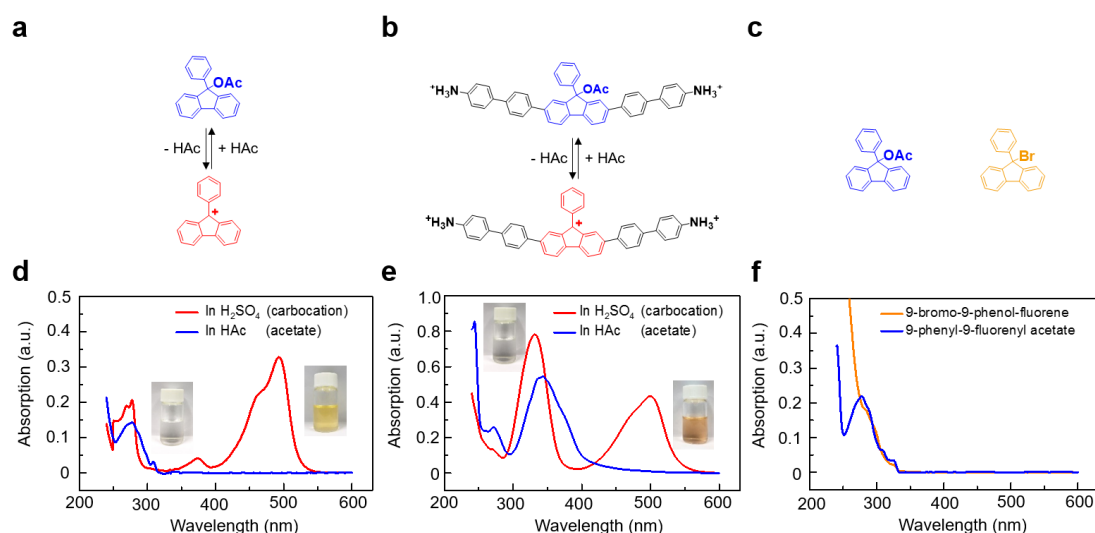 a
b
c
OAc
- HAc + HAc
+
⁺H₃N
OAc
NH₃⁺
- HAc + HAc
⁺H₃N
+
NH₃⁺
OAc
Br
d
0.5
0.4
0.3
0.2
0.1
0
Absorption (a.u.)
In H₂SO₄ (carbocation)
In HAc (acetate)
200 300 400 500 600
Wavelength (nm)
e
1.0
0.8
0.6
0.4
0.2
0
Absorption (a.u.)
In H₂SO₄ (carbocation)
In HAc (acetate)
200 300 400 500 600
Wavelength (nm)
f
0.5
0.4
0.3
0.2
0.1
0
Absorption (a.u.)
9-bromo-9-phenol-fluorene
9-phenyl-9-fluorenyl acetate
200 300 400 500 600
Wavelength (nm)